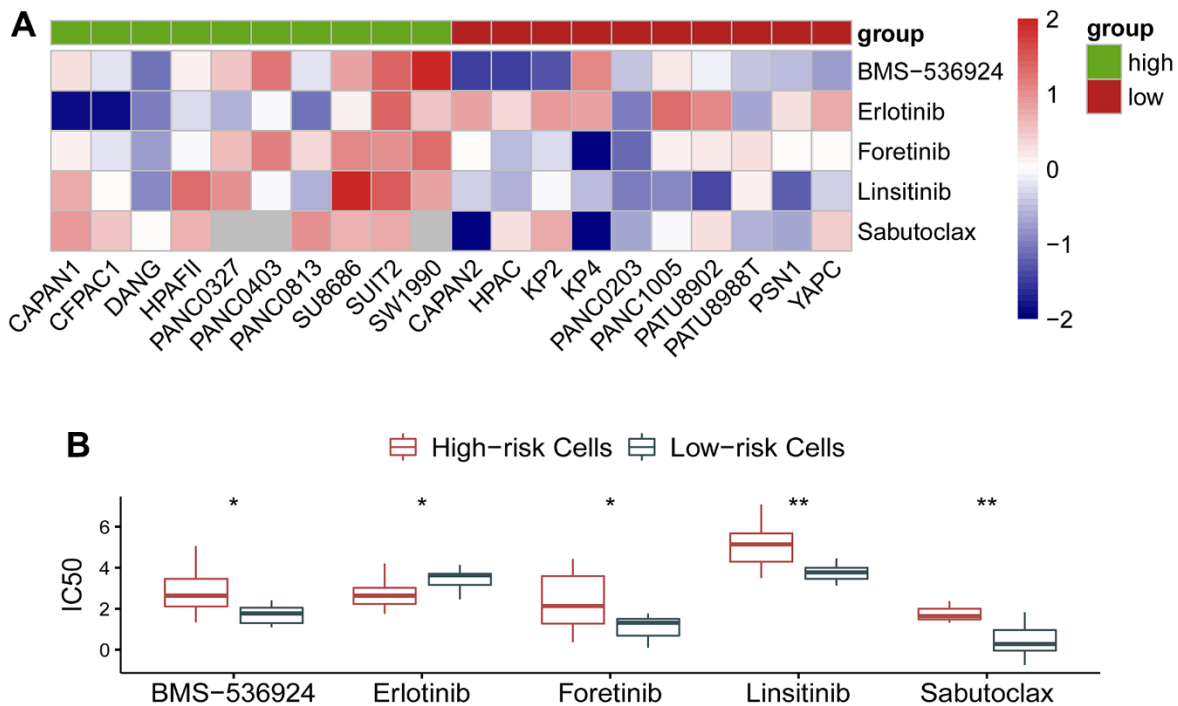 A
group
BMS-536924
Erlotinib
Foretinib
Linsitinib
Sabutoclax
CAPAN1
CFPAC1
DANG
HPAFII
PANC0327
PANC0403
PANC0813
SU8686
SUIT2
SW1990
CAPAN2
HPAC
KP2
KP4
PANC0203
PANC1005
PATU8902
PATU8988T
PSN1
YAPC
2
1
0
−1
−2
group
high
low
B
High−risk Cells Low−risk Cells
* * * ** **
IC50
6
4
2
0
BMS−536924 Erlotinib Foretinib Linsitinib Sabutoclax